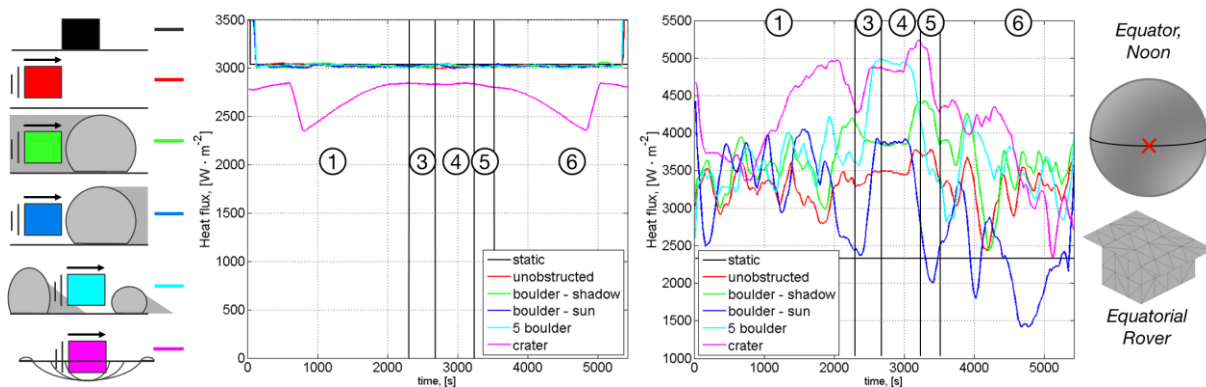 Heat flux, [W · m⁻²]
3500
3000
2500
2000
1500
1000
500
0
0
1000
2000
3000
4000
5000
time, [s]
1
3
4
5
6
static
unobstructed
boulder - shadow
boulder - sun
5 boulder
crater
Heat flux, [W · m⁻²]
5500
5000
4500
4000
3500
3000
2500
2000
1500
1000
0
1000
2000
3000
4000
5000
time, [s]
1
3
4
5
6
static
unobstructed
boulder - shadow
boulder - sun
5 boulder
crater
Equator,
Noon
Equatorial
Rover